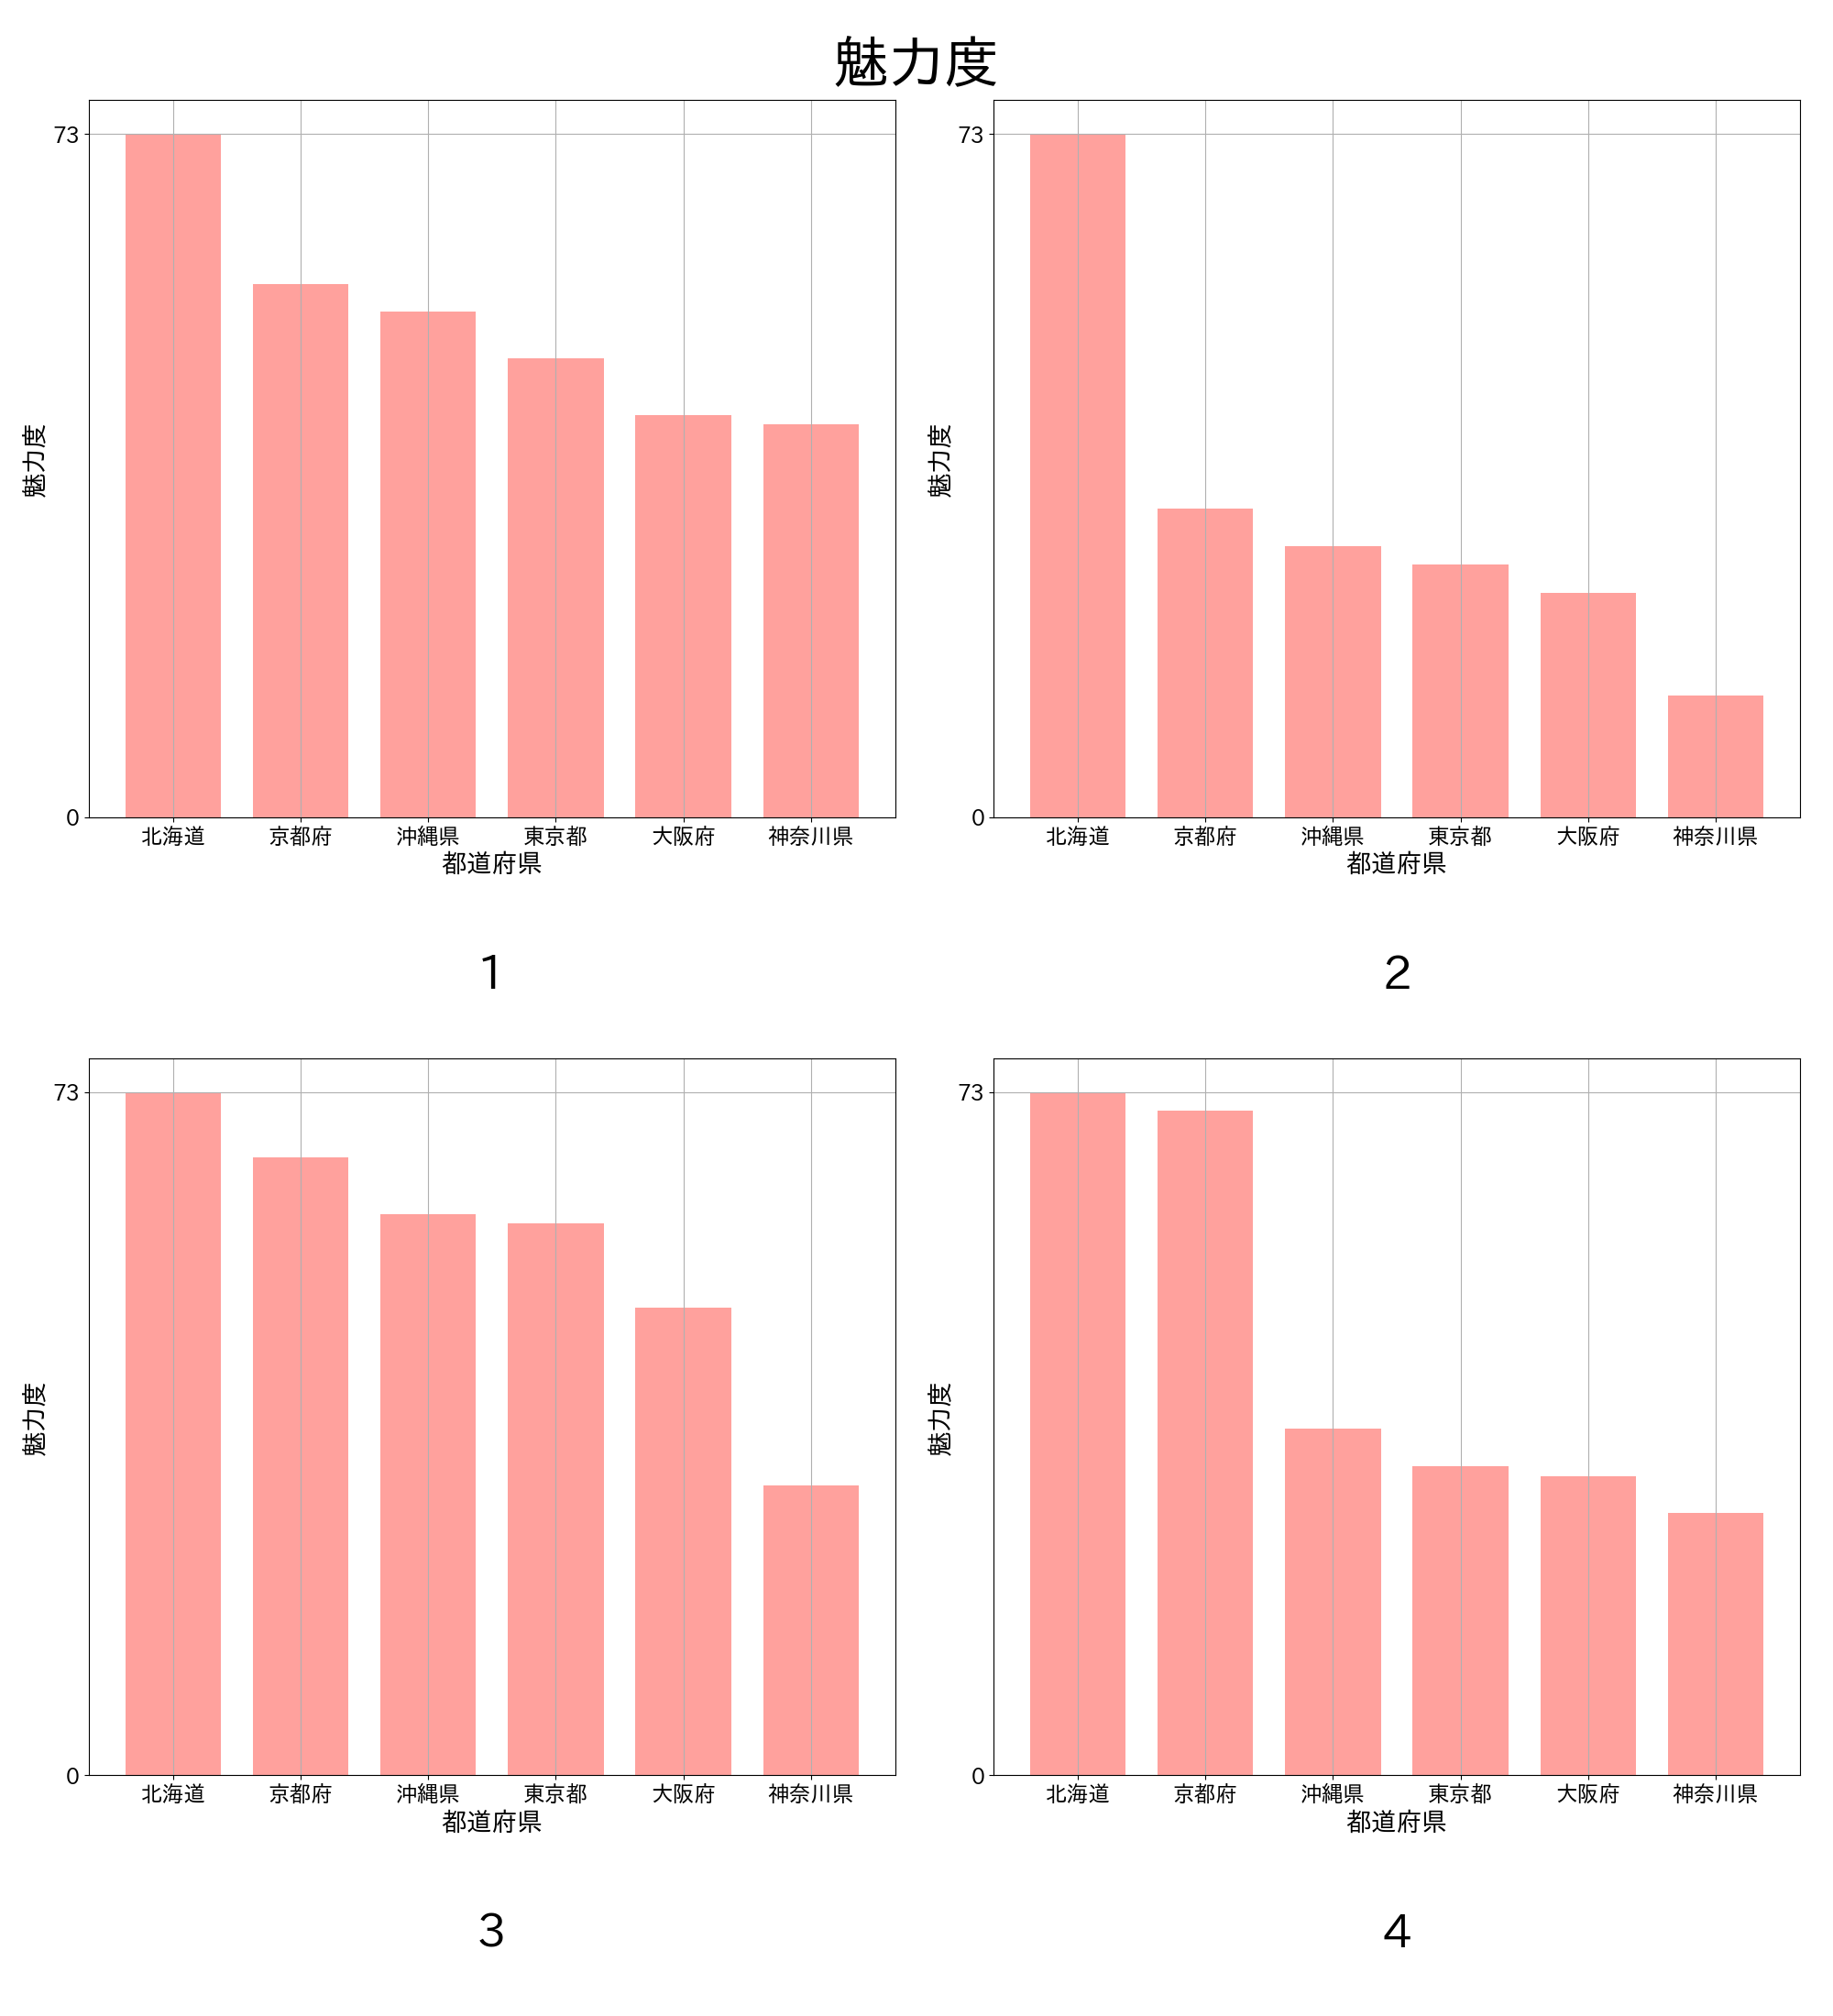 魅力度
73
0
魅力度
北海道 京都府 沖縄県 東京都 大阪府 神奈川県
都道府県
1
73
0
魅力度
北海道 京都府 沖縄県 東京都 大阪府 神奈川県
都道府県
2
73
0
魅力度
北海道 京都府 沖縄県 東京都 大阪府 神奈川県
都道府県
3
73
0
魅力度
北海道 京都府 沖縄県 東京都 大阪府 神奈川県
都道府県
4